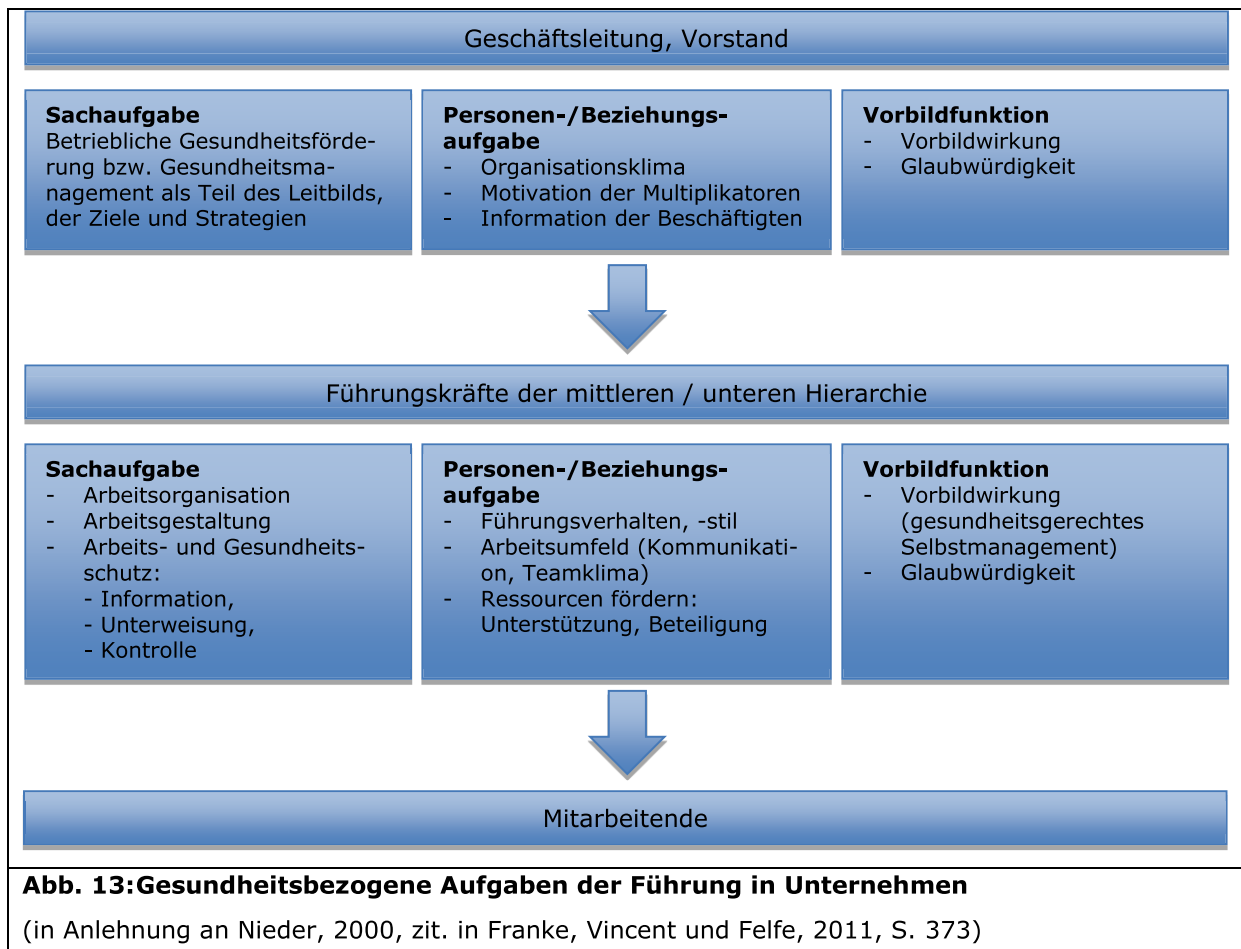 Geschäftsleitung, Vorstand
Sachaufgabe
Betriebliche Gesundheitsförde-
rung bzw. Gesundheitsma-
nagement als Teil des Leitbilds,
der Ziele und Strategien
Personen-/Beziehungs-
aufgabe
- Organisationsklima
- Motivation der Multiplikatoren
- Information der Beschäftigten
Vorbildfunktion
- Vorbildwirkung
- Glaubwürdigkeit
Führungskräfte der mittleren / unteren Hierarchie
Sachaufgabe
- Arbeitsorganisation
- Arbeitsgestaltung
- Arbeits- und Gesundheits-
schutz:
- Information,
- Unterweisung,
- Kontrolle
Personen-/Beziehungs-
aufgabe
- Führungsverhalten, -stil
- Arbeitsumfeld (Kommunikati-
on, Teamklima)
- Ressourcen fördern:
Unterstützung, Beteiligung
Vorbildfunktion
- Vorbildwirkung
(gesundheitsgerechtes
Selbstmanagement)
- Glaubwürdigkeit
Mitarbeitende
Abb. 13:Gesundheitsbezogene Aufgaben der Führung in Unternehmen
(in Anlehnung an Nieder, 2000, zit. in Franke, Vincent und Felfe, 2011, S. 373)